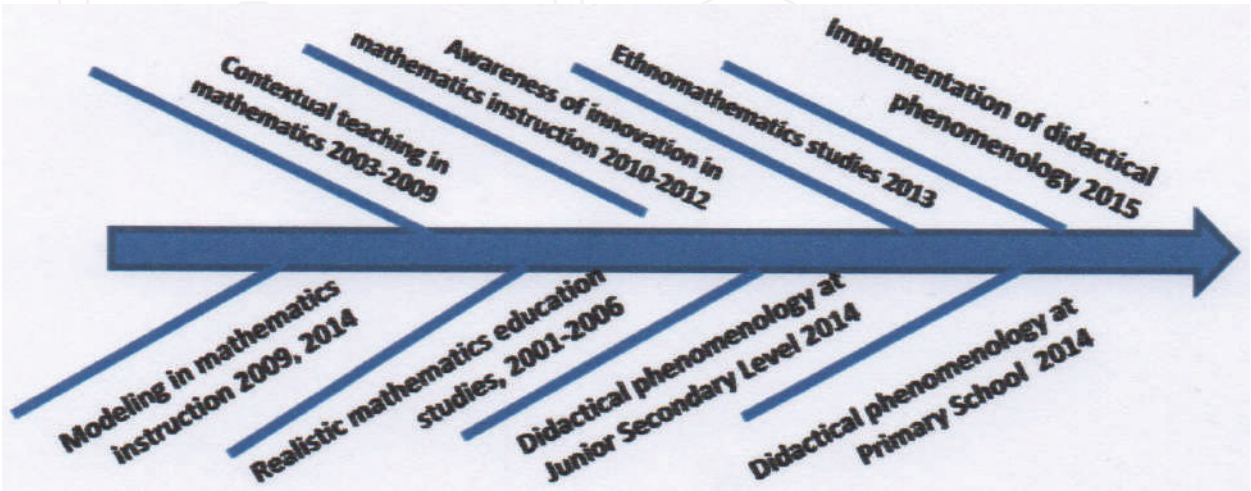 Contextual teaching in
mathematics 2003-2009
Awareness of innovation in
mathematics instruction 2010-2012
Ethnomathematics studies 2013
Implementation of didactical
phenomenology 2015
Modeling in mathematics
instruction 2009, 2014
Realistic mathematics education
studies, 2001-2006
Didactical phenomenology at
Junior Secondary Level 2014
Didactical phenomenology at
Primary School 2014